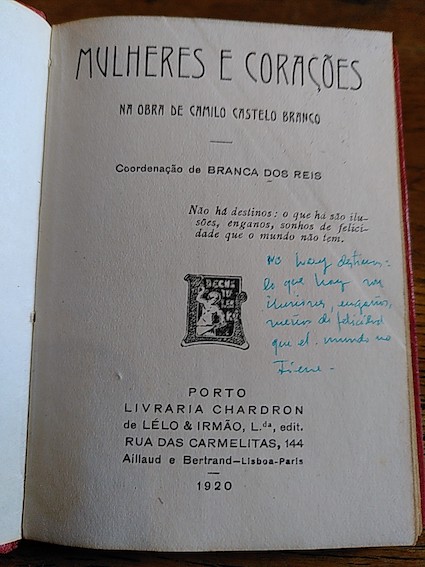 MULHERES E CORAÇÕES
NA OBRA DE CAMILO CASTELO BRANCO
Coordenação de BRANCA DOS REIS
Não há destinos: o que há são ilu-
sões, enganos, sonhos de felici-
dade que o mundo não tem.
no hay destinos:
lo que hay son
ilusiones, engaños,
sueños de felicidad
que el mundo no
tiene.
PORTO
LIVRARIA CHARDRON
de LÉLO & IRMÃO, L.da, edit.
RUA DAS CARMELITAS, 144
Aillaud e Bertrand—Lisboa-Paris
1920